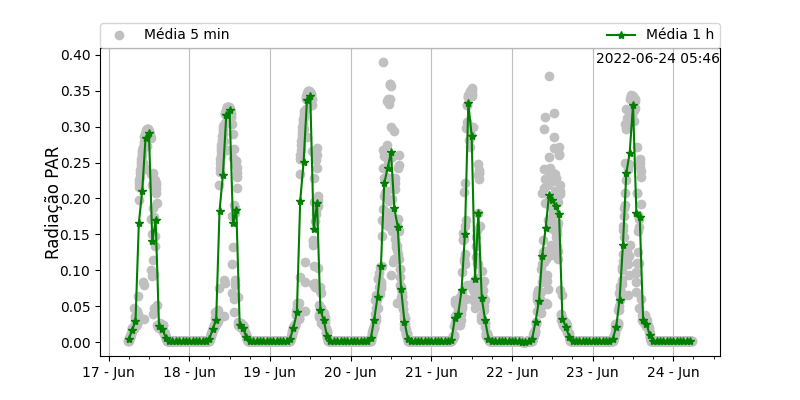 Média 5 min
Média 1 h
2022-06-24 05:46
Radiação PAR
0.40
0.35
0.30
0.25
0.20
0.15
0.10
0.05
0.00
17 - Jun
18 - Jun
19 - Jun
20 - Jun
21 - Jun
22 - Jun
23 - Jun
24 - Jun